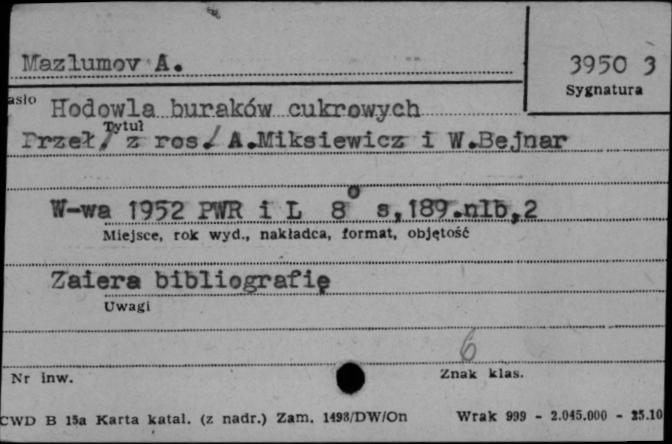 Mazlumov A.
3950 3
Sygnatura
asło Hodowla buraków cukrowych
Tytuł
Przeł/ z ros./ A.Miksiewicz i W.Bejnar
W-wa 1952 PWR i L 8° s,189.nlb,2
Miejsce, rok wyd., nakładca, format, objętość
Zaiera bibliografię
Uwagi
6
Nr inw.
Znak klas.
CWD B 15a Karta katal. (z nadr.) Zam. 1493/DW/On Wrak 999 - 2.045.000 - 25.10